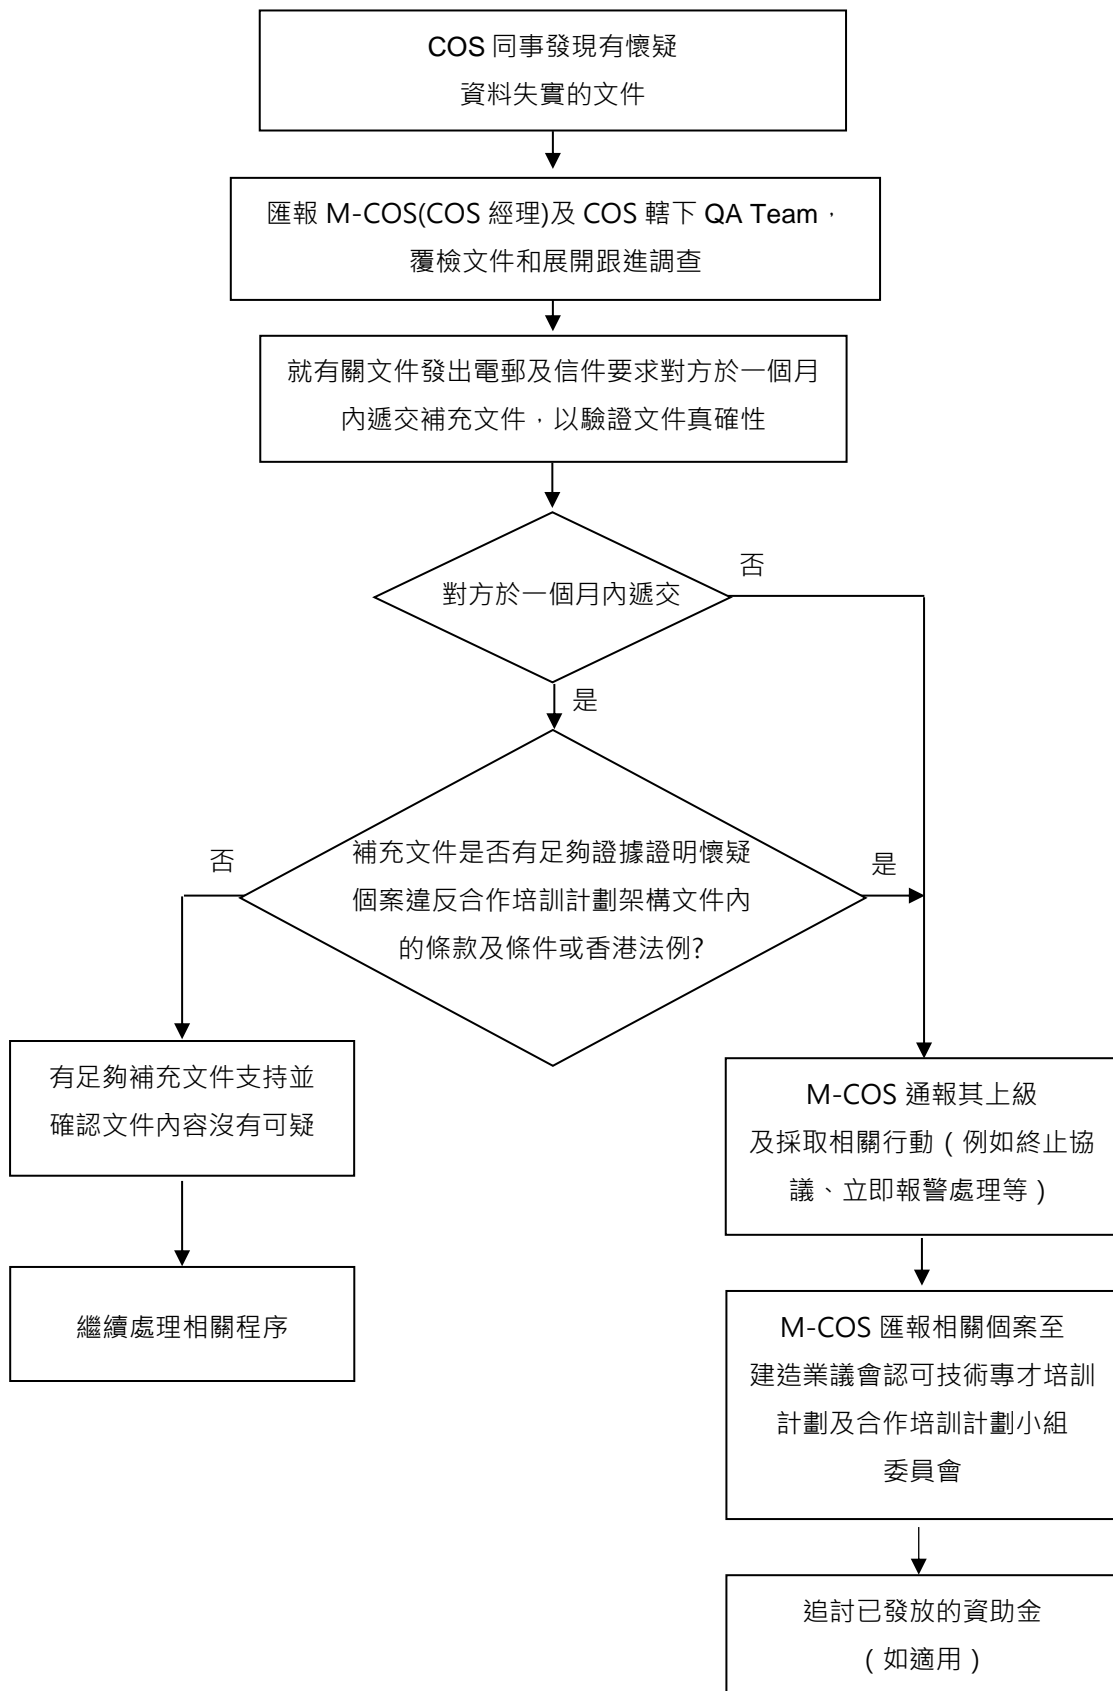 COS 同事發現有懷疑
資料失實的文件
匯報 M-COS(COS 經理)及 COS 轄下 QA Team，
覆檢文件和展開跟進調查
就有關文件發出電郵及信件要求對方於一個月
內遞交補充文件，以驗證文件真確性
對方於一個月內遞交
否
是
補充文件是否有足夠證據證明懷疑
個案違反合作培訓計劃架構文件內
的條款及條件或香港法例?
否
是
有足夠補充文件支持並
確認文件內容沒有可疑
繼續處理相關程序
M-COS 通報其上級
及採取相關行動（例如終止協
議、立即報警處理等）
M-COS 匯報相關個案至
建造業議會認可技術專才培訓
計劃及合作培訓計劃小組
委員會
追討已發放的資助金
（如適用）